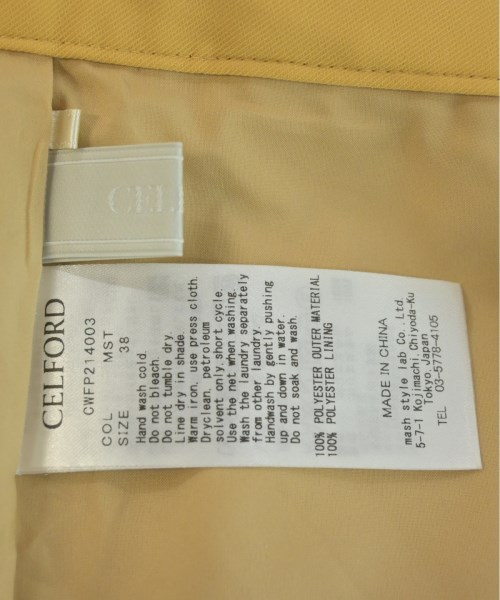 CELFORD
CWFP214003
COL MST
SIZE 38
Hand wash cold.
Do not bleach.
Do not tumble dry.
Line dry in shade
Warm iron, use press cloth.
Dryclean, petroleum
solvent only, short cycle.
Use the net when washing.
Wash the laundry separately
from other laundry.
Handwash by gently pushing
up and down in water.
Do not soak and wash.
100% POLYESTER OUTER MATERIAL
100% POLYESTER LINING
MADE IN CHINA
mash style lab Co.,Ltd.
5-7-1 Kojimachi,Chiyoda-Ku
Tokyo,Japan
TEL 03-5778-4105